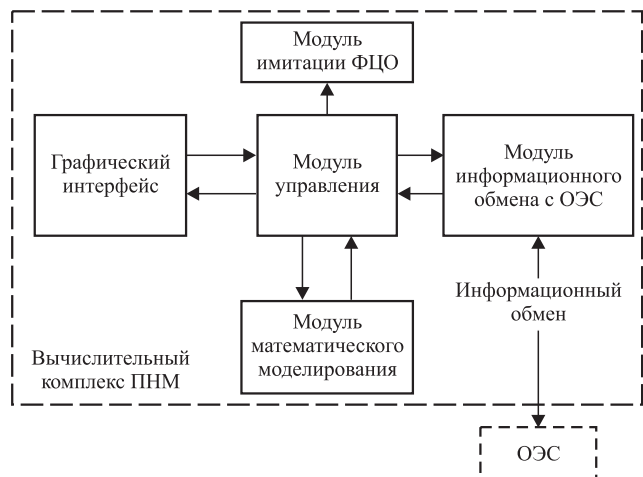 Модуль
имитации ФЦО
Графический
интерфейс
Модуль
управления
Модуль
информационного
обмена с ОЭС
Информационный
обмен
Модуль
математического
моделирования
Вычислительный
комплекс ПНМ
ОЭС